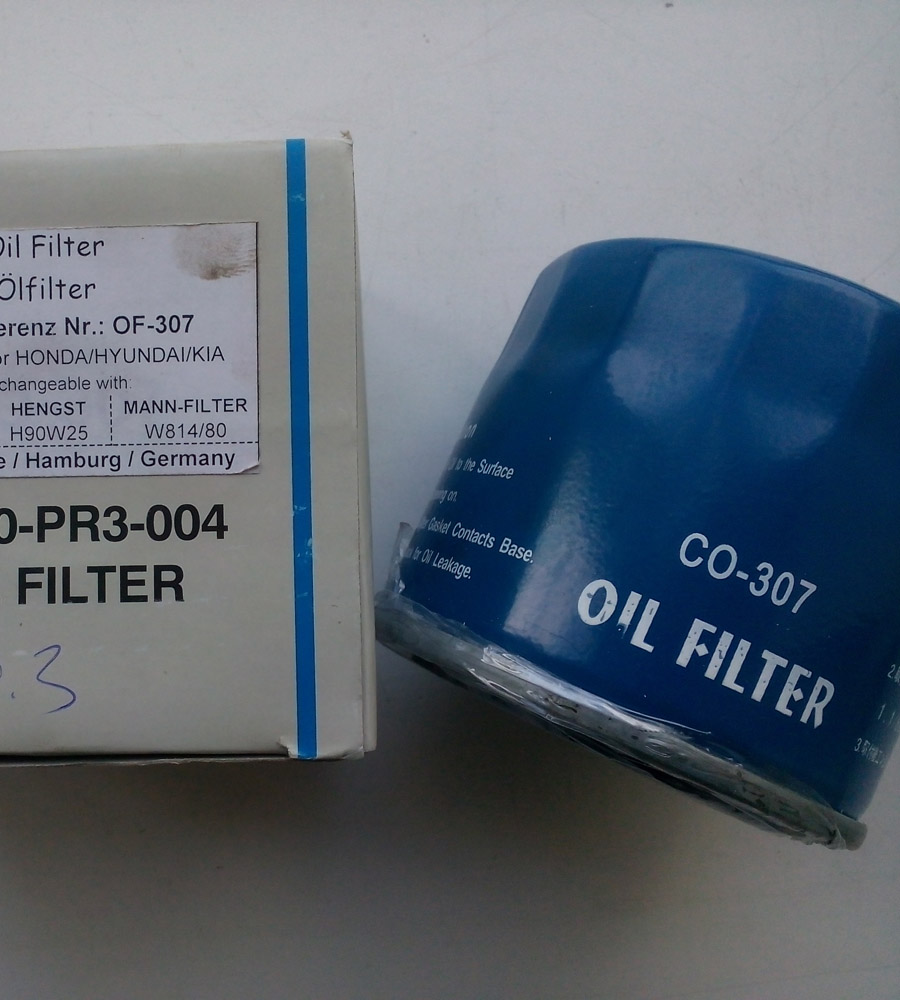 Oil Filter
Ölfilter
erenz Nr.: OF-307
or HONDA/HYUNDAI/KIA
changeable with:
HENGST MANN-FILTER
H90W25 W814/80
e / Hamburg / Germany
0-PR3-004
FILTER
.3
to the Surface
on.
Gasket Contacts Base.
for Oil Leakage.
CO-307
OIL FILTER